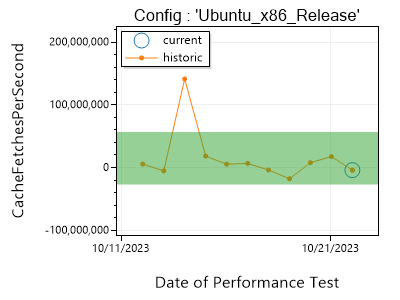 Config : 'Ubuntu_x86_Release'
current
historic
200,000,000
100,000,000
0
-100,000,000
CacheFetchesPerSecond
10/11/2023
10/21/2023
Date of Performance Test